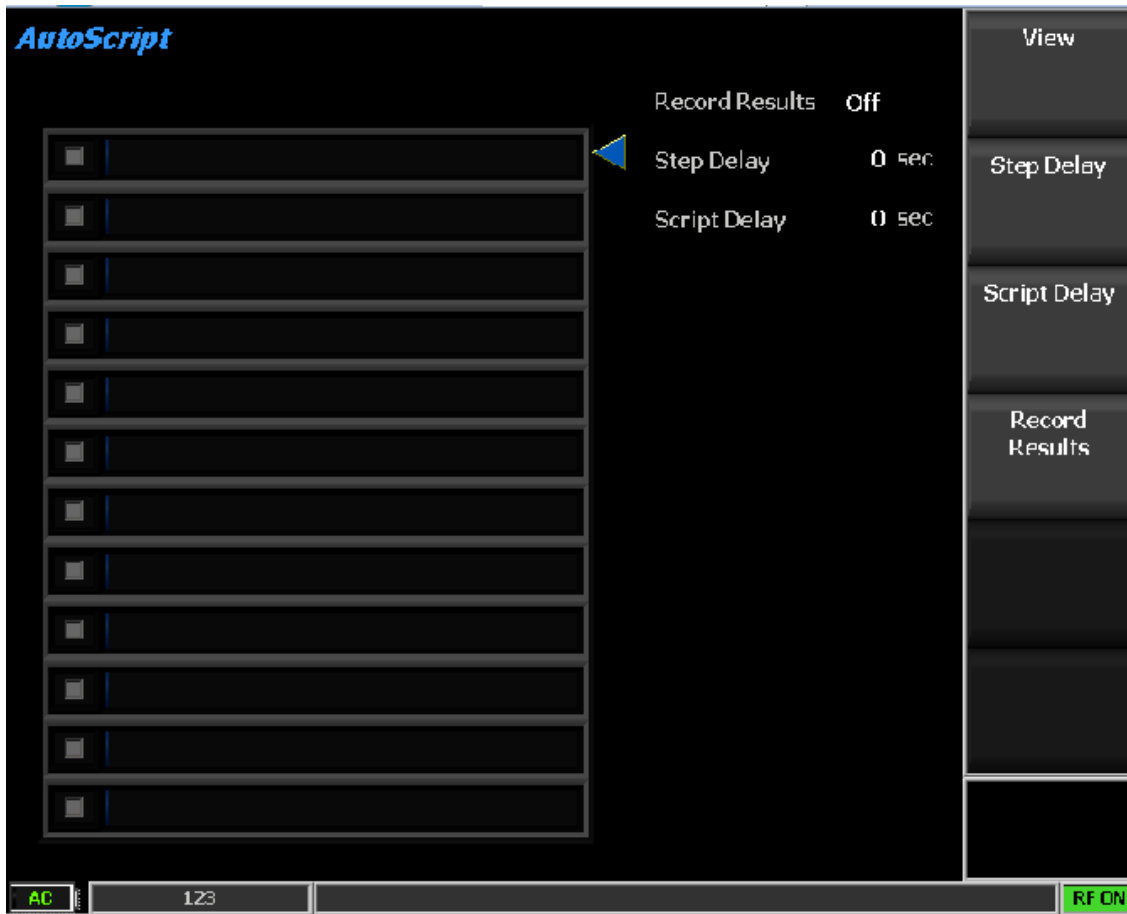 AutoScript
Record Results Off
Step Delay 0 sec
Script Delay 0 sec
View
Step Delay
Script Delay
Record
Results
AC
123
RF ON